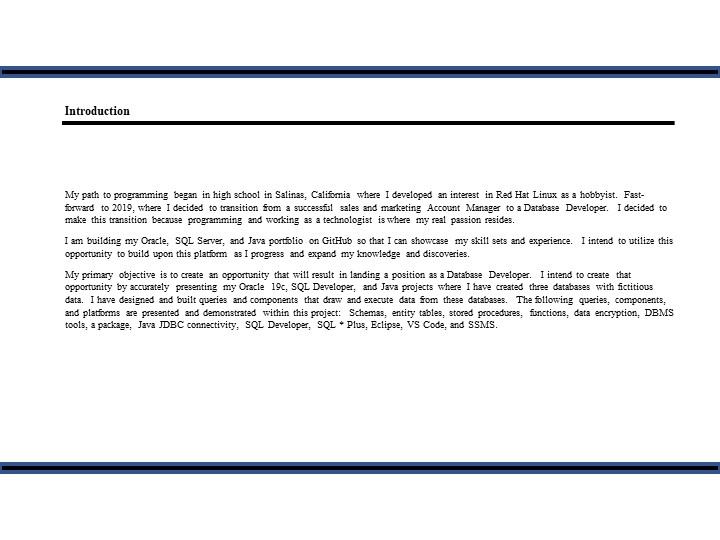 Introduction
My path to programming began in high school in Salinas, California where I developed an interest in Red Hat Linux as a hobbyist. Fast-
forward to 2019, where I decided to transition from a successful sales and marketing Account Manager to a Database Developer. I decided to
make this transition because programming and working as a technologist is where my real passion resides.
I am building my Oracle, SQL Server, and Java portfolio on GitHub so that I can showcase my skill sets and experience. I intend to utilize this
opportunity to build upon this platform as I progress and expand my knowledge and discoveries.
My primary objective is to create an opportunity that will result in landing a position as a Database Developer. I intend to create that
opportunity by accurately presenting my Oracle 19c, SQL Developer, and Java projects where I have created three databases with fictitious
data. I have designed and built queries and components that draw and execute data from these databases. The following queries, components,
and platforms are presented and demonstrated within this project: Schemas, entity tables, stored procedures, functions, data encryption, DBMS
tools, a package, Java JDBC connectivity, SQL Developer, SQL * Plus, Eclipse, VS Code, and SSMS.